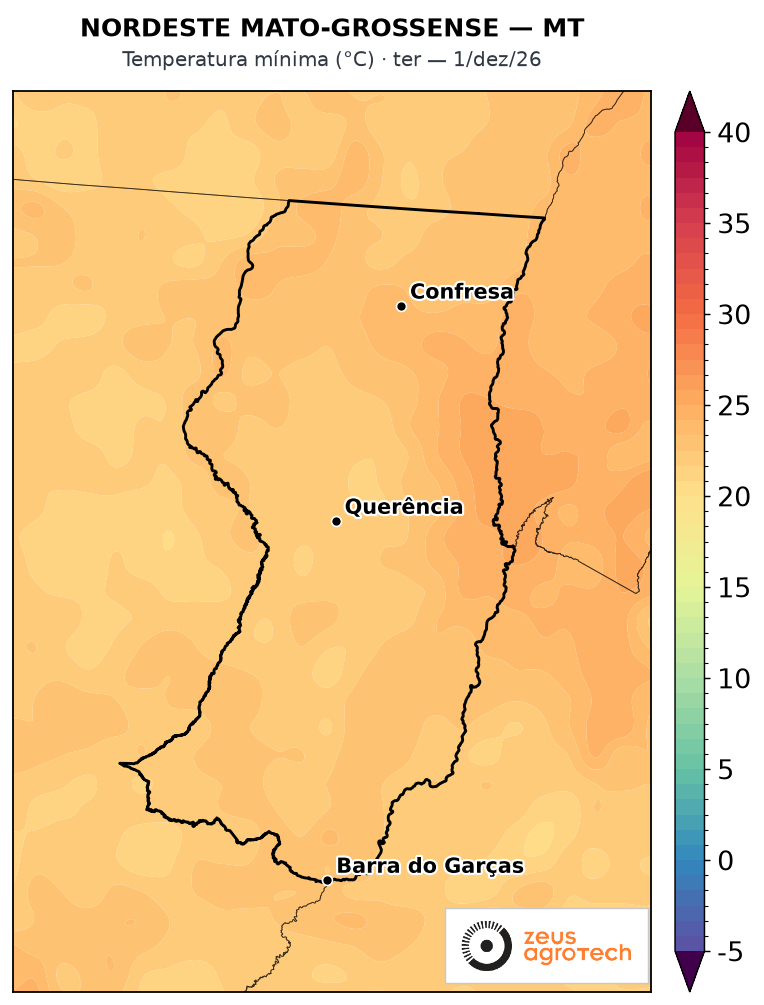 NORDESTE MATO-GROSSENSE — MT
Temperatura mínima (°C) · ter — 1/dez/26
40
35
30
25
20
15
10
5
0
-5
Confresa
Querência
Barra do Garças
zeus
agrotech